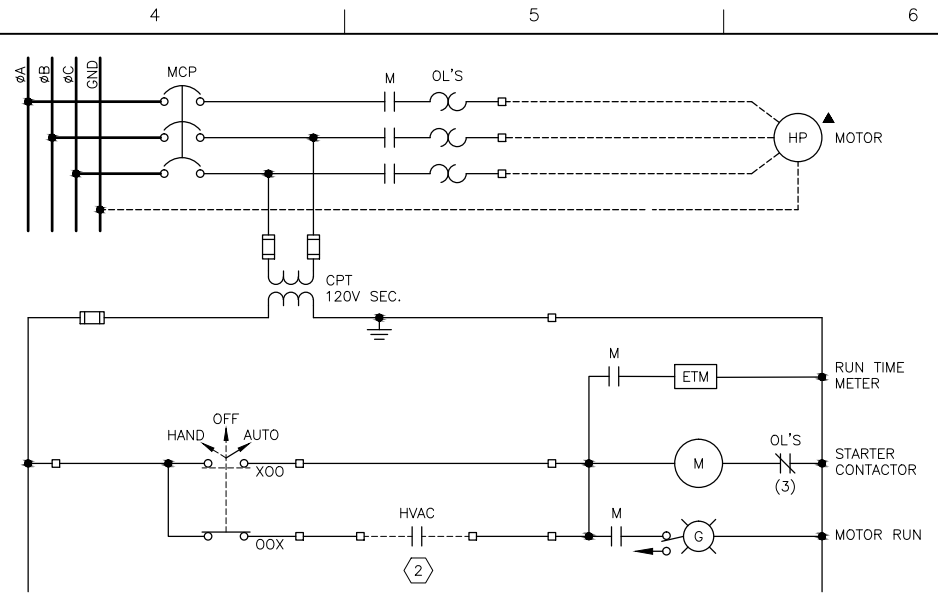 4 5 6
øA øB øC GND
MCP
M OL'S
HP MOTOR
CPT
120V SEC.
M
ETM
RUN TIME
METER
OFF
HAND AUTO
XOO
M
OL'S
(3)
STARTER
CONTACTOR
HVAC
OOX
2
M
G
MOTOR RUN